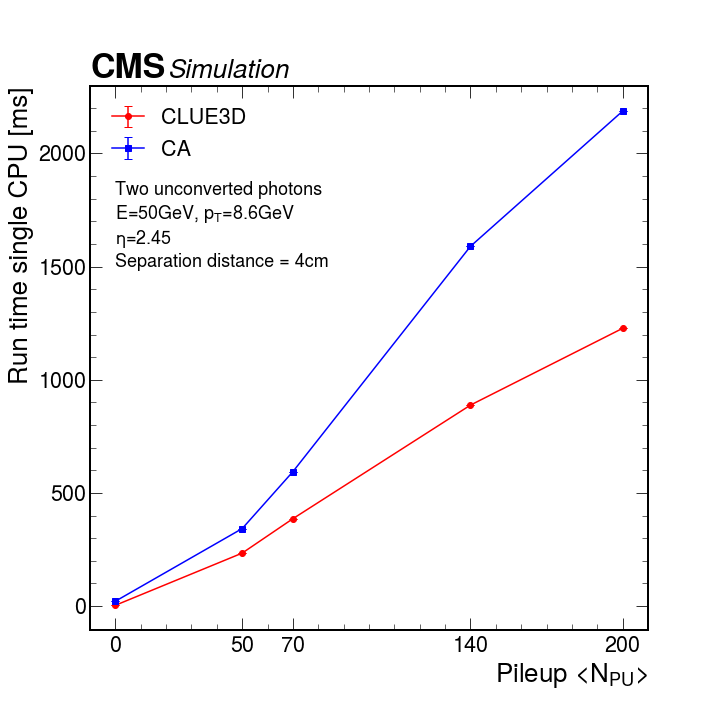 CMS Simulation
CLUE3D
CA
Two unconverted photons
E=50GeV, pT=8.6GeV
η=2.45
Separation distance = 4cm
Run time single CPU [ms]
2000
1500
1000
500
0
0 50 70 140 200
Pileup <NPU>